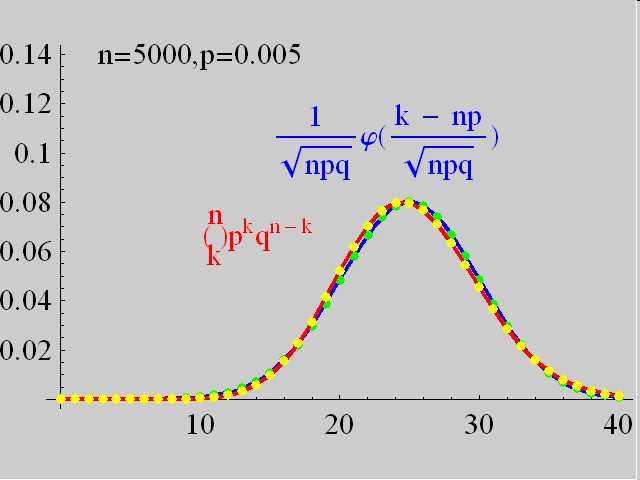 0.14
n=5000,p=0.005
0.12
1
k − np
φ( )
√npq
√npq
0.1
0.08
n
( )p^k q^{n−k}
k
0.06
0.04
0.02
10 20 30 40